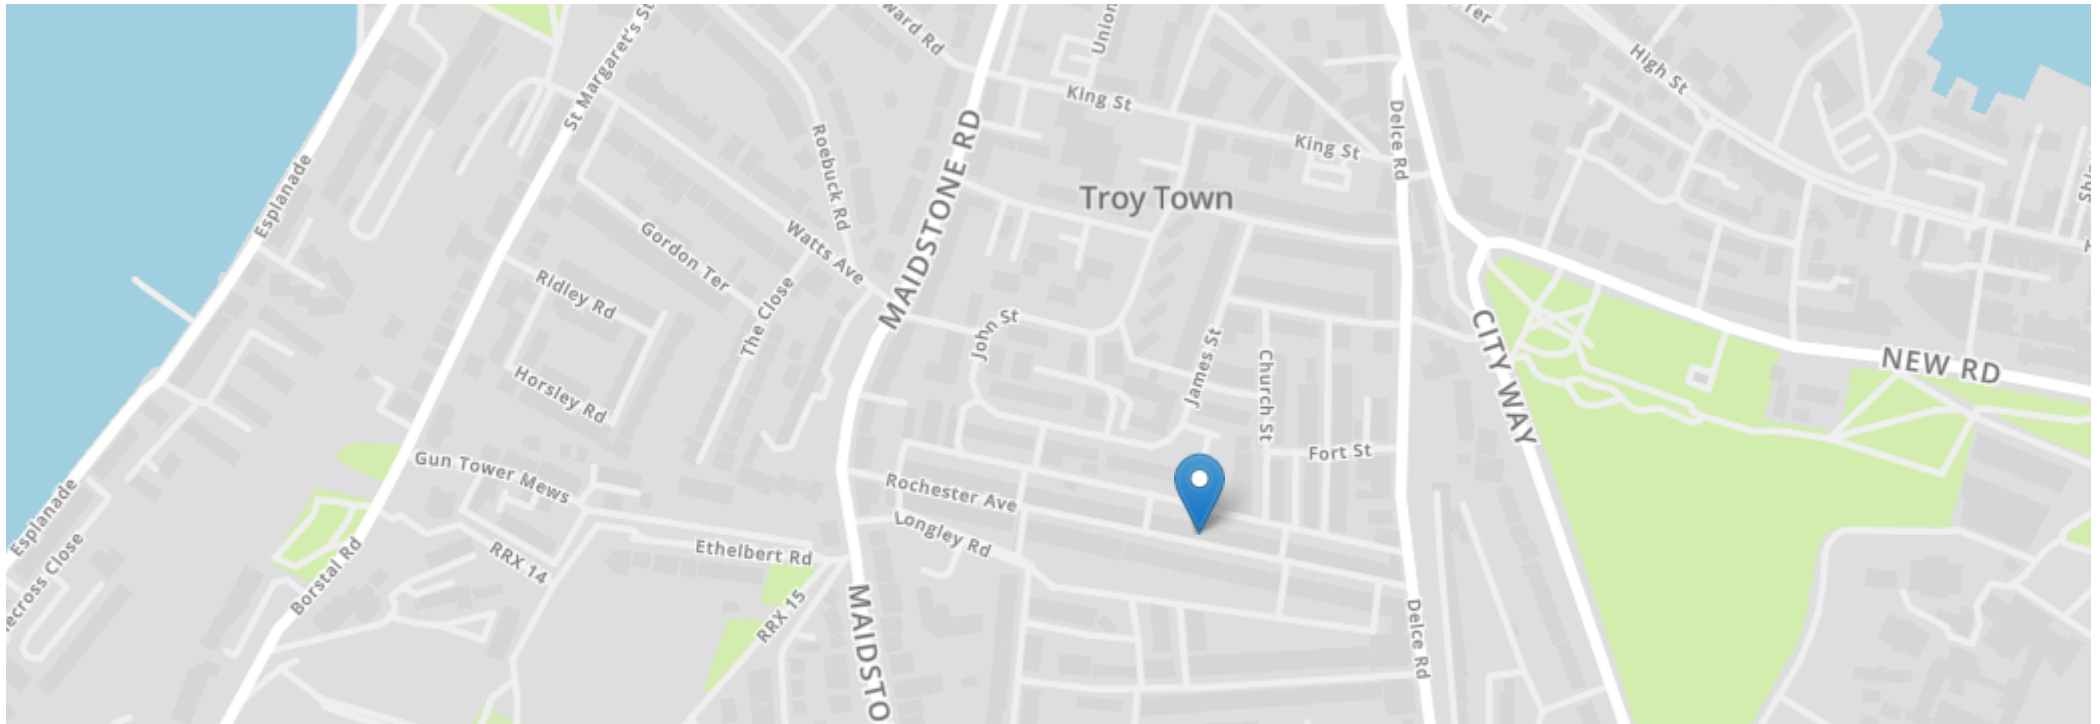 Ter
Union
St Margaret's St
High St
King St
Delce Rd
King St
Roebuck Rd
Esplanade
Troy Town
MAIDSTONE RD
Watts Ave
Gordon Ter
Ridley Rd
The Close
John St
James St
Church St
CITY WAY
NEW RD
Horsley Rd
Fort St
Gun Tower Mews
Rochester Ave
Esplanade
Longley Rd
Ethelbert Rd
RRX 14
Borstal Rd
RRX 15
MAIDSTO
Delce Rd